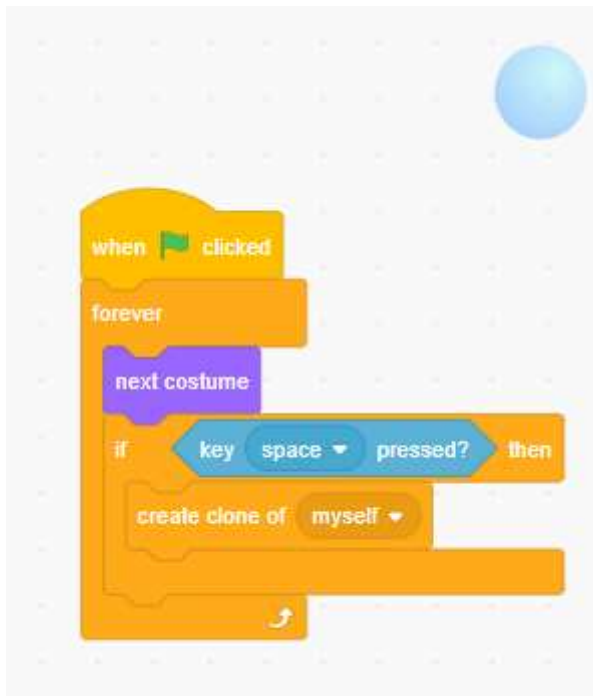 when clicked
forever
next costume
if key space pressed? then
create clone of myself